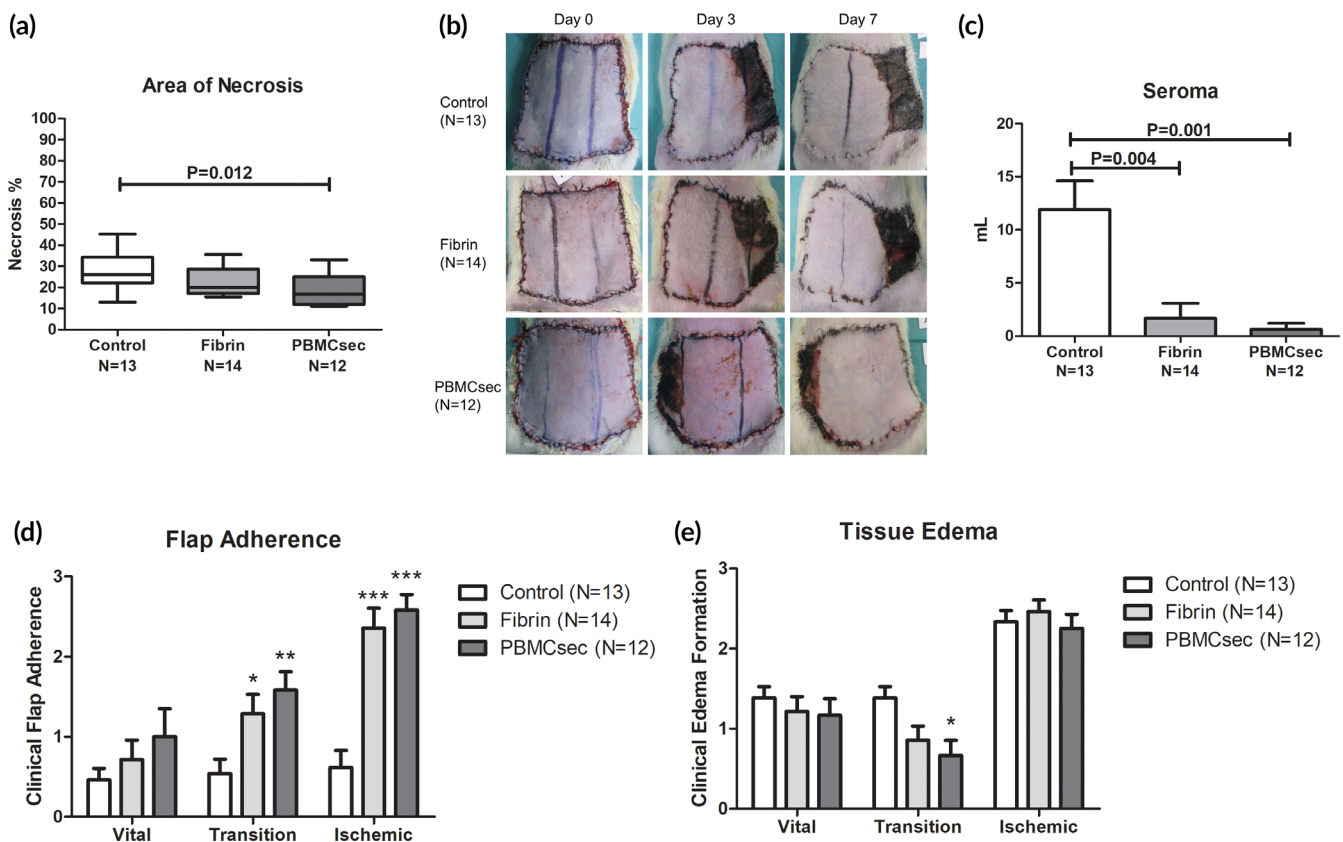 (a)
Area of Necrosis
Necrosis %
100
90
80
70
60
50
40
30
20
10
0
P=0.012
Control
N=13
Fibrin
N=14
PBMCsec
N=12
(b)
Day 0
Day 3
Day 7
Control
(N=13)
Fibrin
(N=14)
PBMCsec
(N=12)
(c)
Seroma
mL
20
15
10
5
0
P=0.001
P=0.004
Control
N=13
Fibrin
N=14
PBMCsec
N=12
(d)
Flap Adherence
Clinical Flap Adherence
3
2
1
0
*
**
***
***
Vital
Transition
Ischemic
Control (N=13)
Fibrin (N=14)
PBMCsec (N=12)
(e)
Tissue Edema
Clinical Edema Formation
3
2
1
0
*
Vital
Transition
Ischemic
Control (N=13)
Fibrin (N=14)
PBMCsec (N=12)